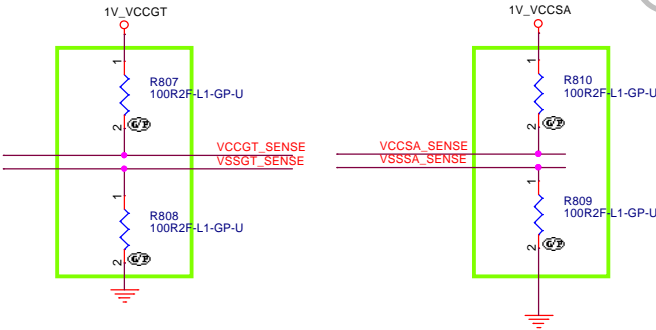 1V_VCCGT
1
R807
100R2F-L1-GP-U
2
G/P
VCCGT_SENSE
VSSGT_SENSE
1
R808
100R2F-L1-GP-U
2
G/P
1V_VCCSA
1
R810
100R2F-L1-GP-U
2
G/P
VCCSA_SENSE
VSSSA_SENSE
1
R809
100R2F-L1-GP-U
2
G/P